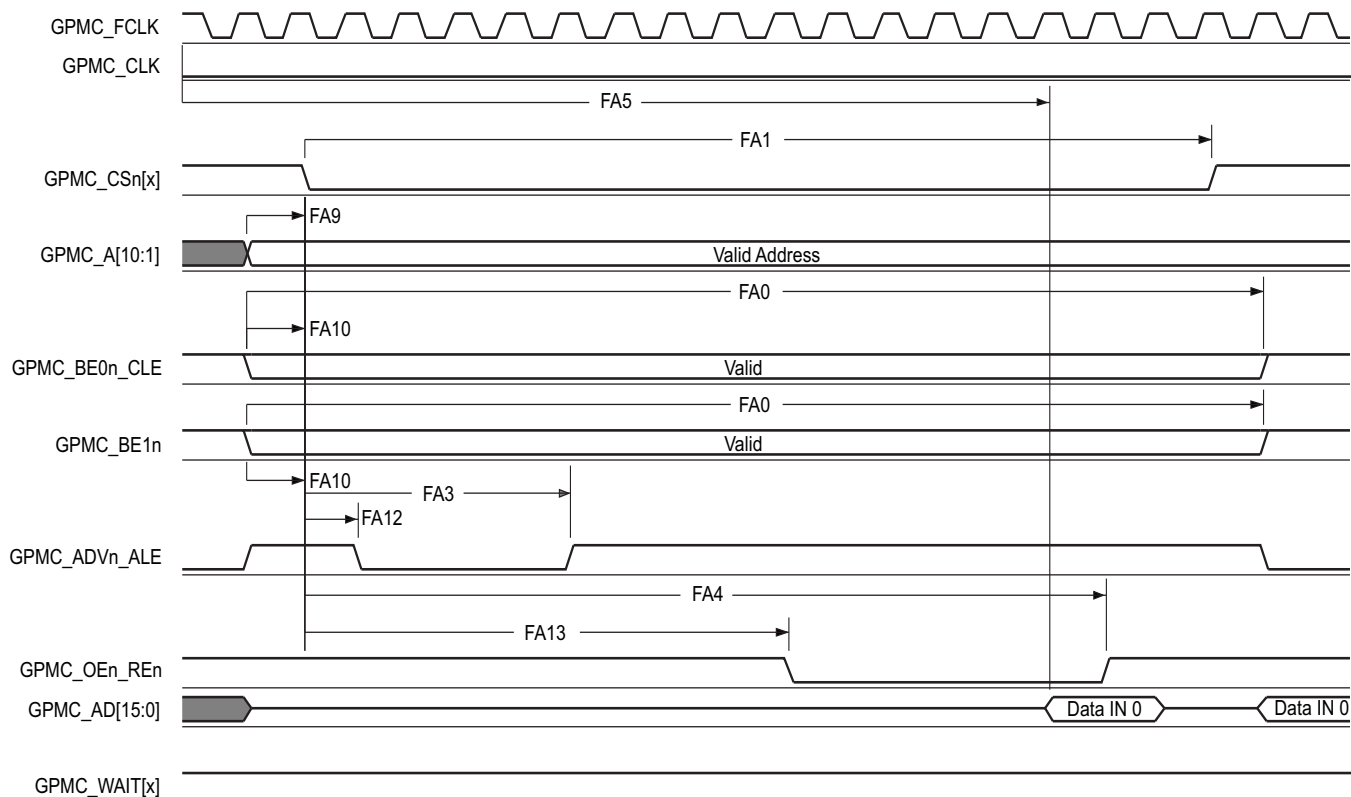 GPMC_FCLK
GPMC_CLK
FA5
FA1
GPMC_CSn[x]
FA9
GPMC_A[10:1]
Valid Address
FA0
FA10
GPMC_BE0n_CLE
Valid
FA0
GPMC_BE1n
Valid
FA10
FA3
FA12
GPMC_ADVn_ALE
FA4
FA13
GPMC_OEn_REn
GPMC_AD[15:0]
Data IN 0
Data IN 0
GPMC_WAIT[x]